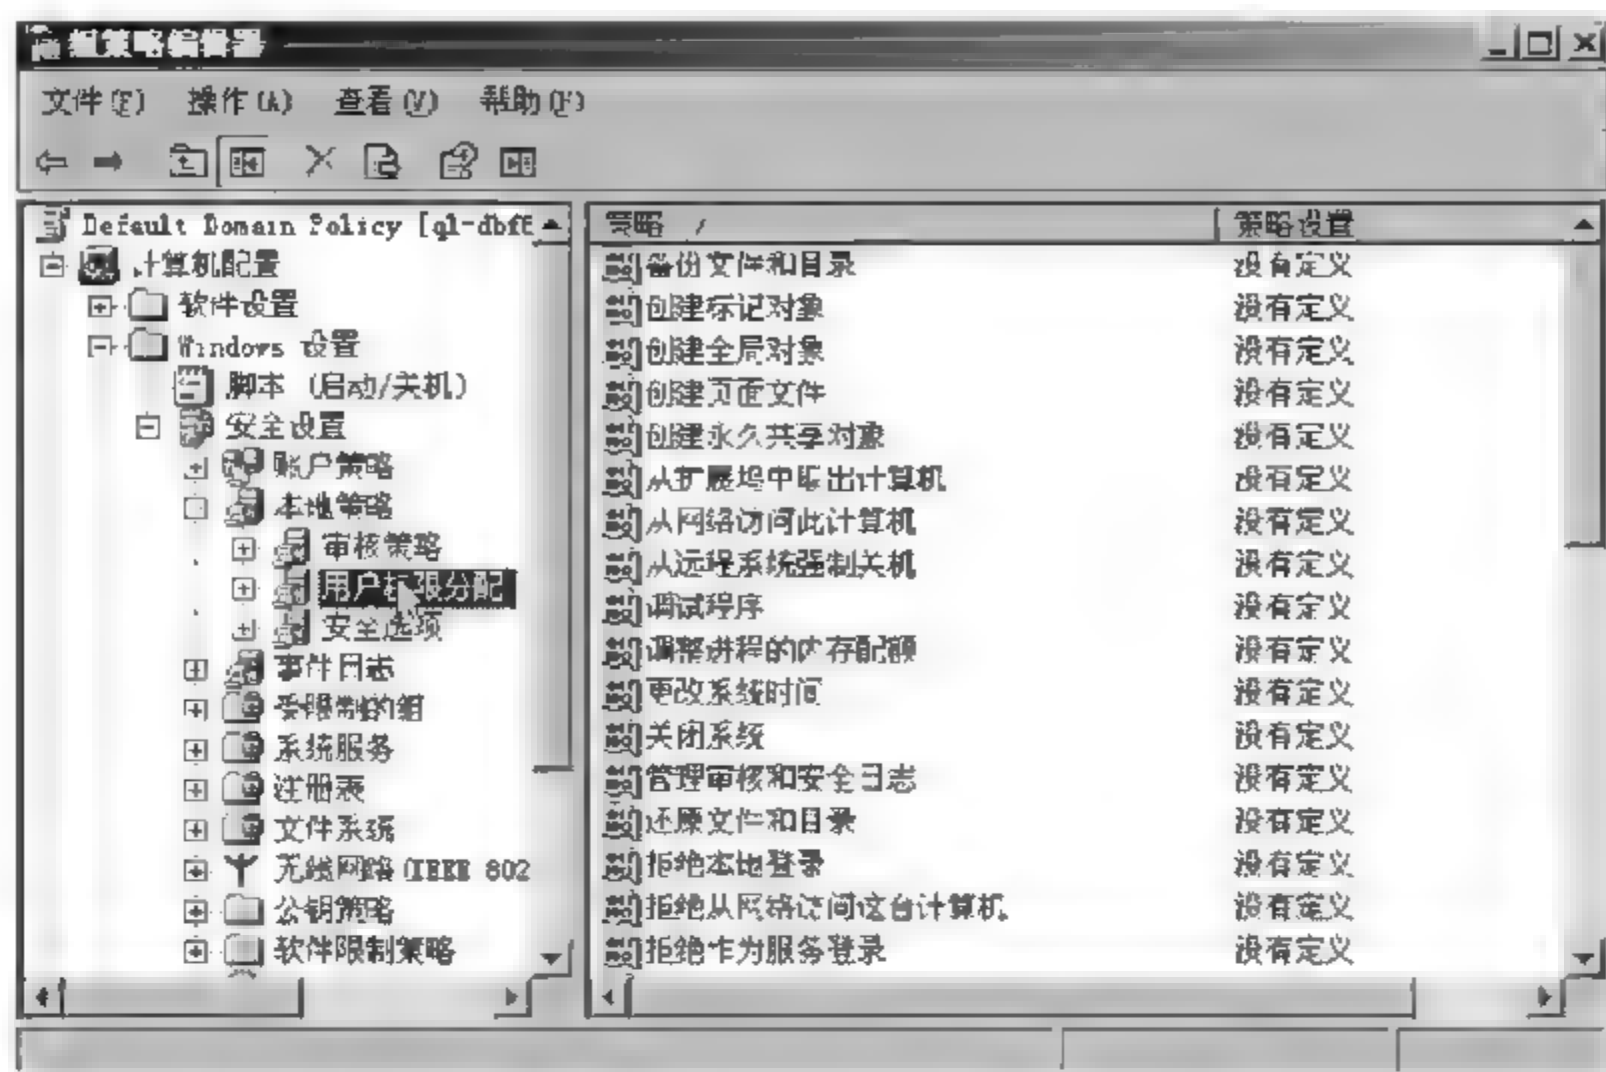 组策略编辑器
文件(F) 操作(A) 查看(V) 帮助(H)
Default Domain Policy [ql-dbft
计算机配置
软件设置
Windows 设置
脚本 (启动/关机)
安全设置
账户策略
本地策略
审核策略
用户权限分配
安全选项
事件日志
受限制的组
系统服务
注册表
文件系统
无线网络(IEEE 802
公钥策略
软件限制策略
策略 / 策略设置
备份文件和目录 没有定义
创建标记对象 没有定义
创建全局对象 没有定义
创建页面文件 没有定义
创建永久共享对象 没有定义
从扩展坞中取出计算机 没有定义
从网络访问此计算机 没有定义
从远程系统强制关机 没有定义
调试程序 没有定义
调整进程的内存配额 没有定义
更改系统时间 没有定义
关闭系统 没有定义
管理审核和安全日志 没有定义
还原文件和目录 没有定义
拒绝本地登录 没有定义
拒绝从网络访问这台计算机 没有定义
拒绝作为服务登录 没有定义